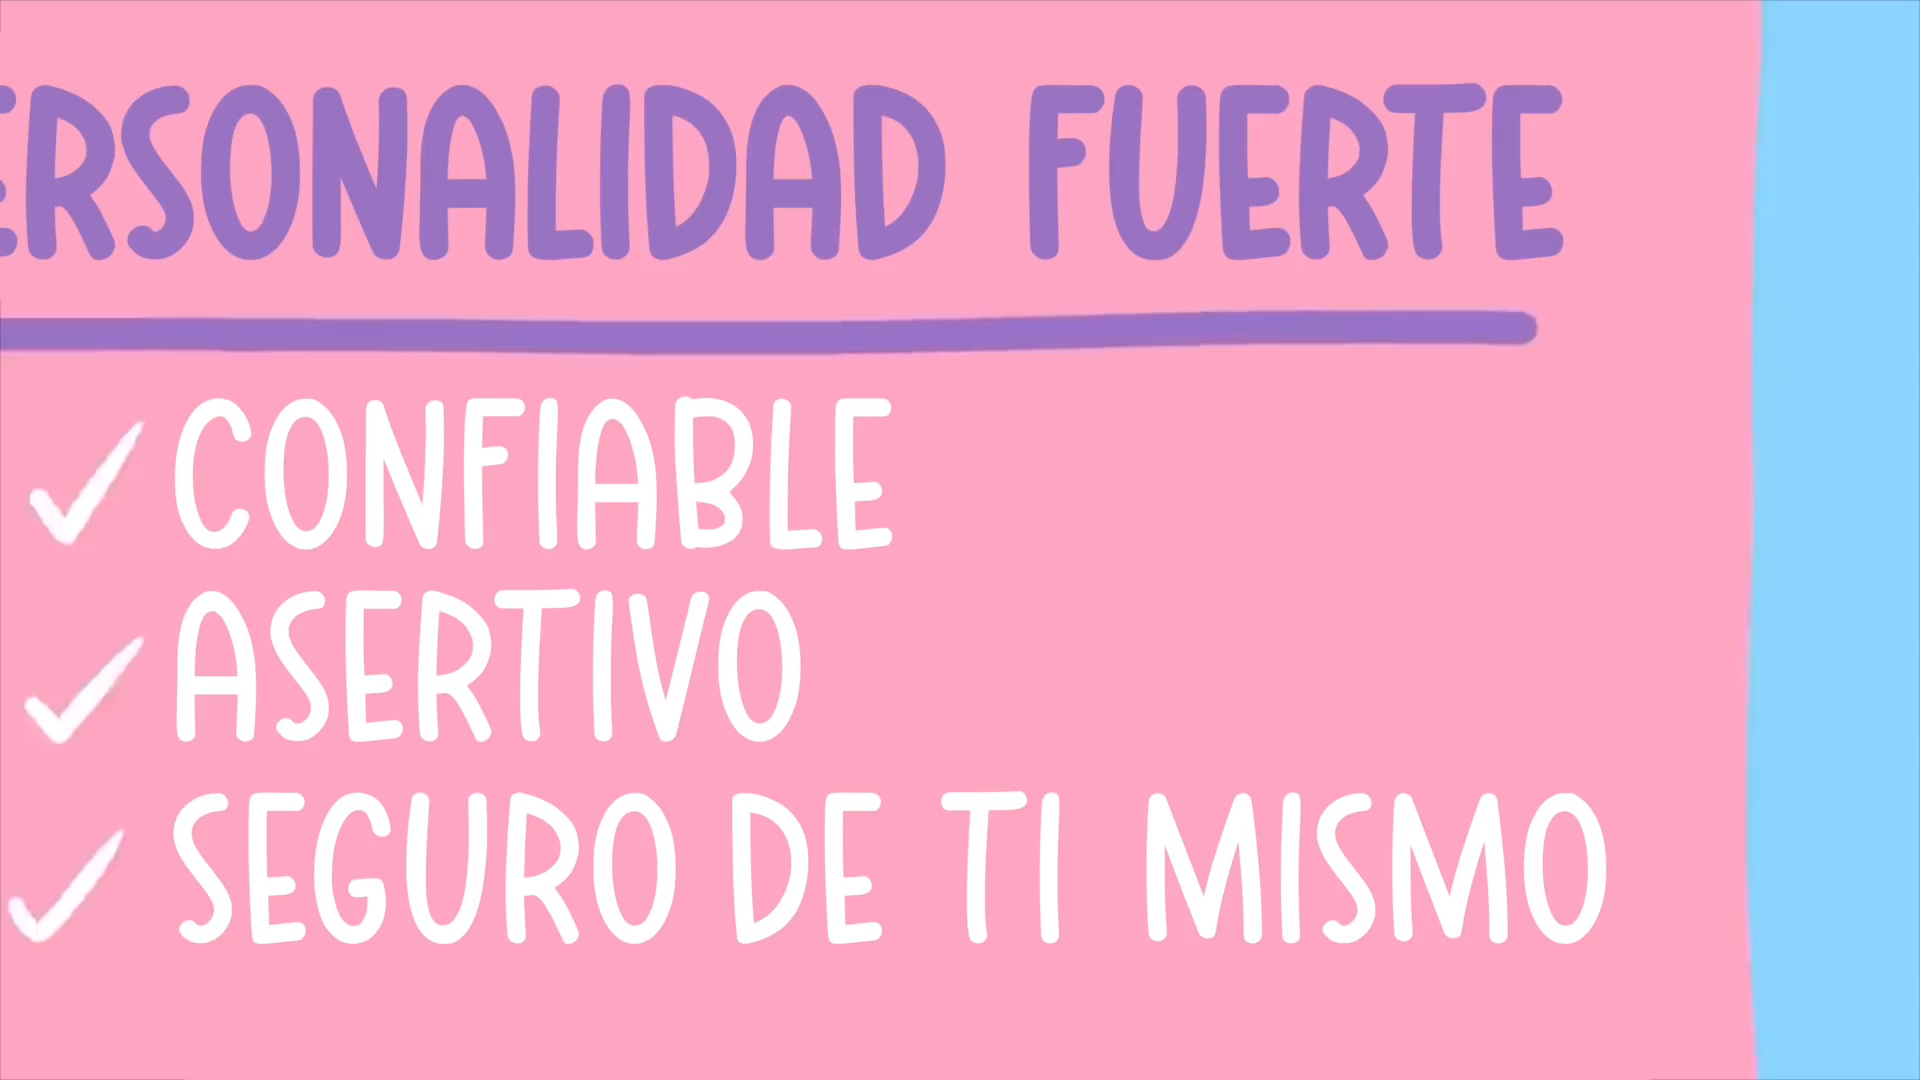 ERSONALIDAD FUERTE
CONFIABLE
ASERTIVO
SEGURO DE TI MISMO